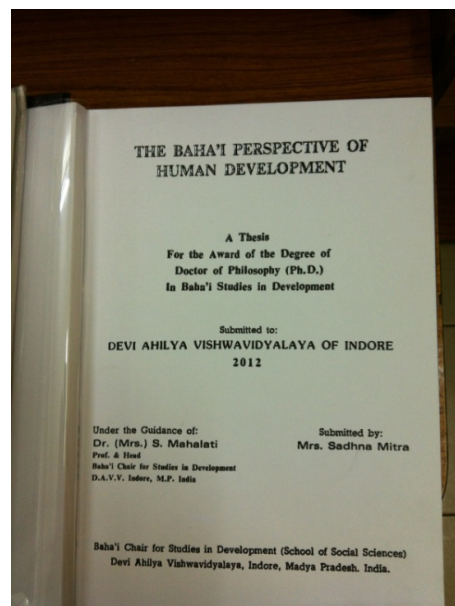 THE BAHA'I PERSPECTIVE OF
HUMAN DEVELOPMENT
A Thesis
For the Award of the Degree of
Doctor of Philosophy (Ph.D.)
In Baha'i Studies in Development
Submitted to:
DEVI AHILYA VISHWAVIDYALAYA OF INDORE
2012
Under the Guidance of:
Dr. (Mrs.) S. Mahalati
Prof. & Head
Baha'i Chair for Studies in Development
D.A.V.V. Indore, M.P. India
Submitted by:
Mrs. Sadhna Mitra
Baha'i Chair for Studies in Development (School of Social Sciences)
Devi Ahilya Vishwavidyalaya, Indore, Madya Pradesh. India.